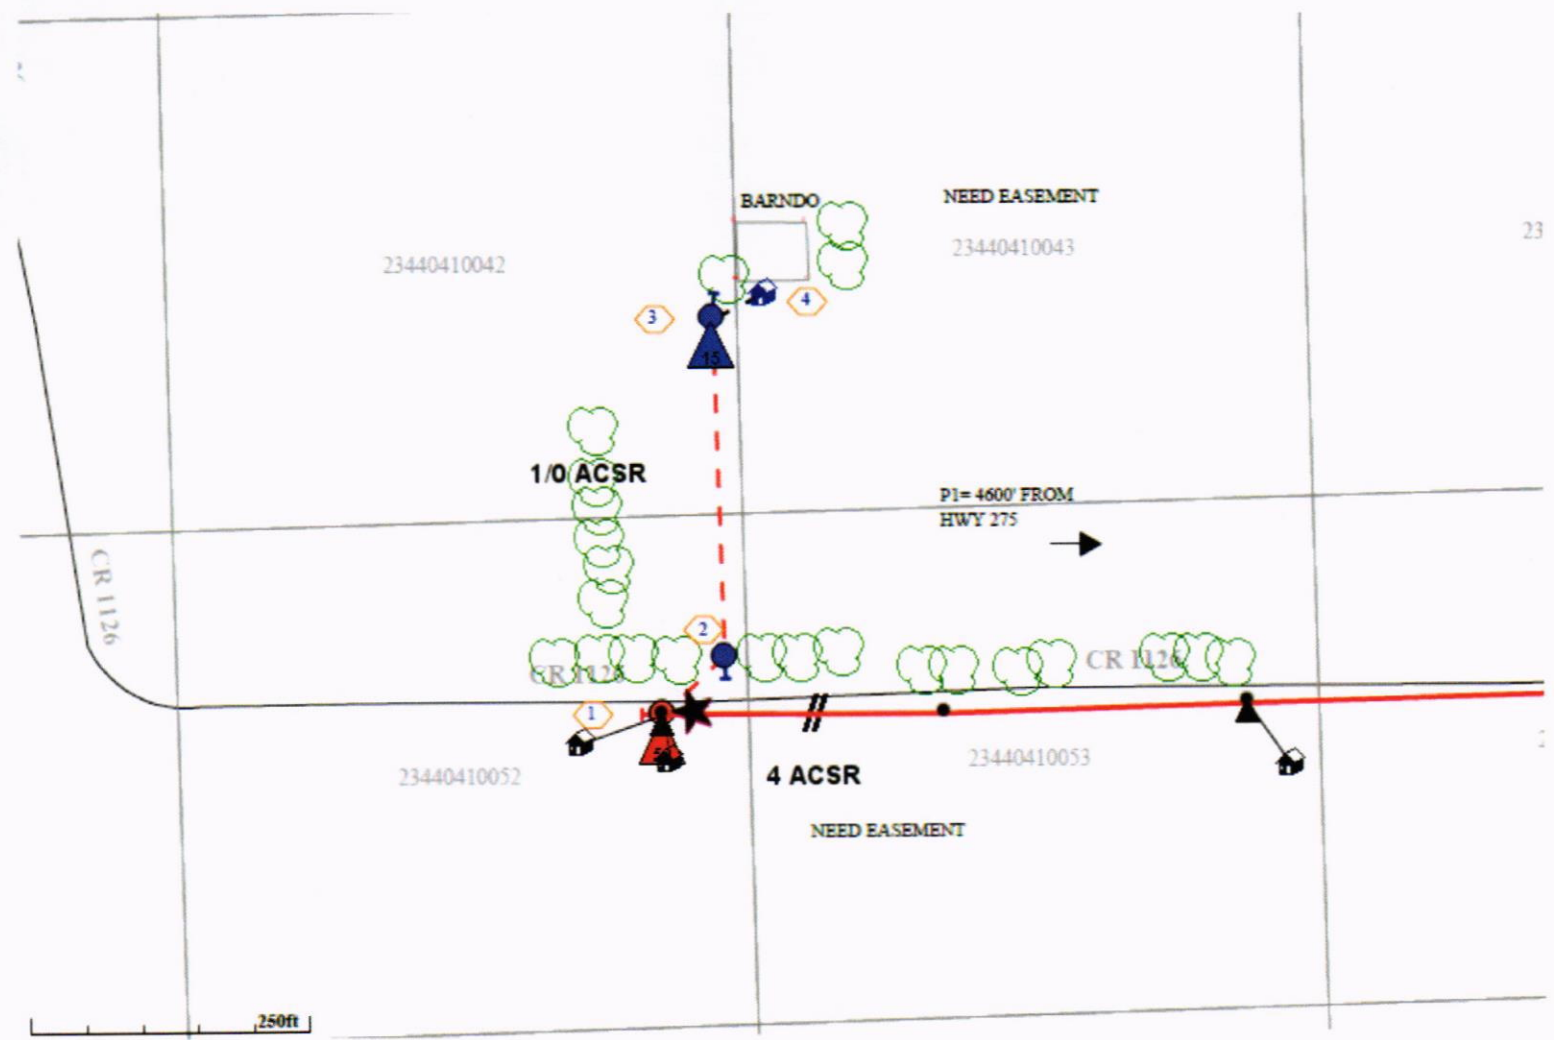 BARNDO
NEED EASEMENT
23440410042
23440410043
23
4
3
15
1/0 ACSR
P1= 4600' FROM
HWY 275
CR 1126
2
CR 1126
CR 1126
1
23440410052
4 ACSR
23440410053
NEED EASEMENT
250ft